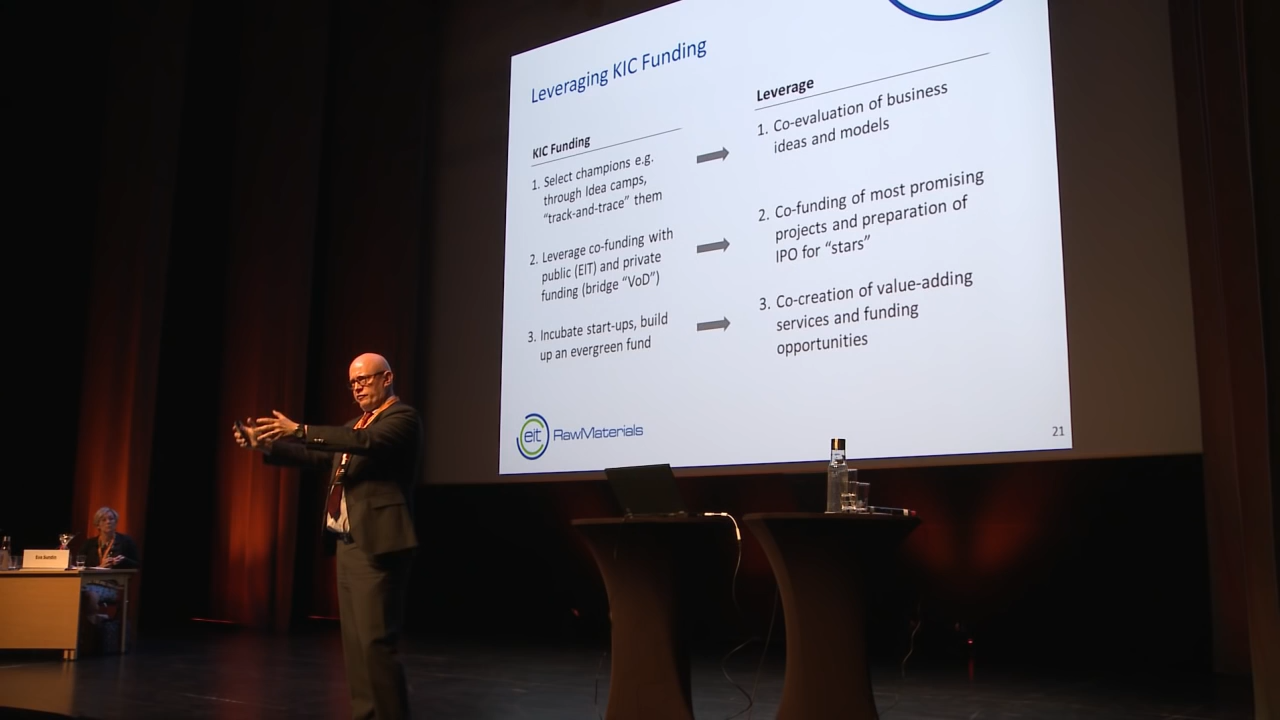 Leveraging KIC Funding
KIC Funding
1. Select champions e.g.
through Idea camps,
"track-and-trace" them
2. Leverage co-funding with
public (EIT) and private
funding (bridge "VoD")
3. Incubate start-ups, build
up an evergreen fund
Leverage
1. Co-evaluation of business
ideas and models
2. Co-funding of most promising
projects and preparation of
IPO for "stars"
3. Co-creation of value-adding
services and funding
opportunities
eit RawMaterials
21